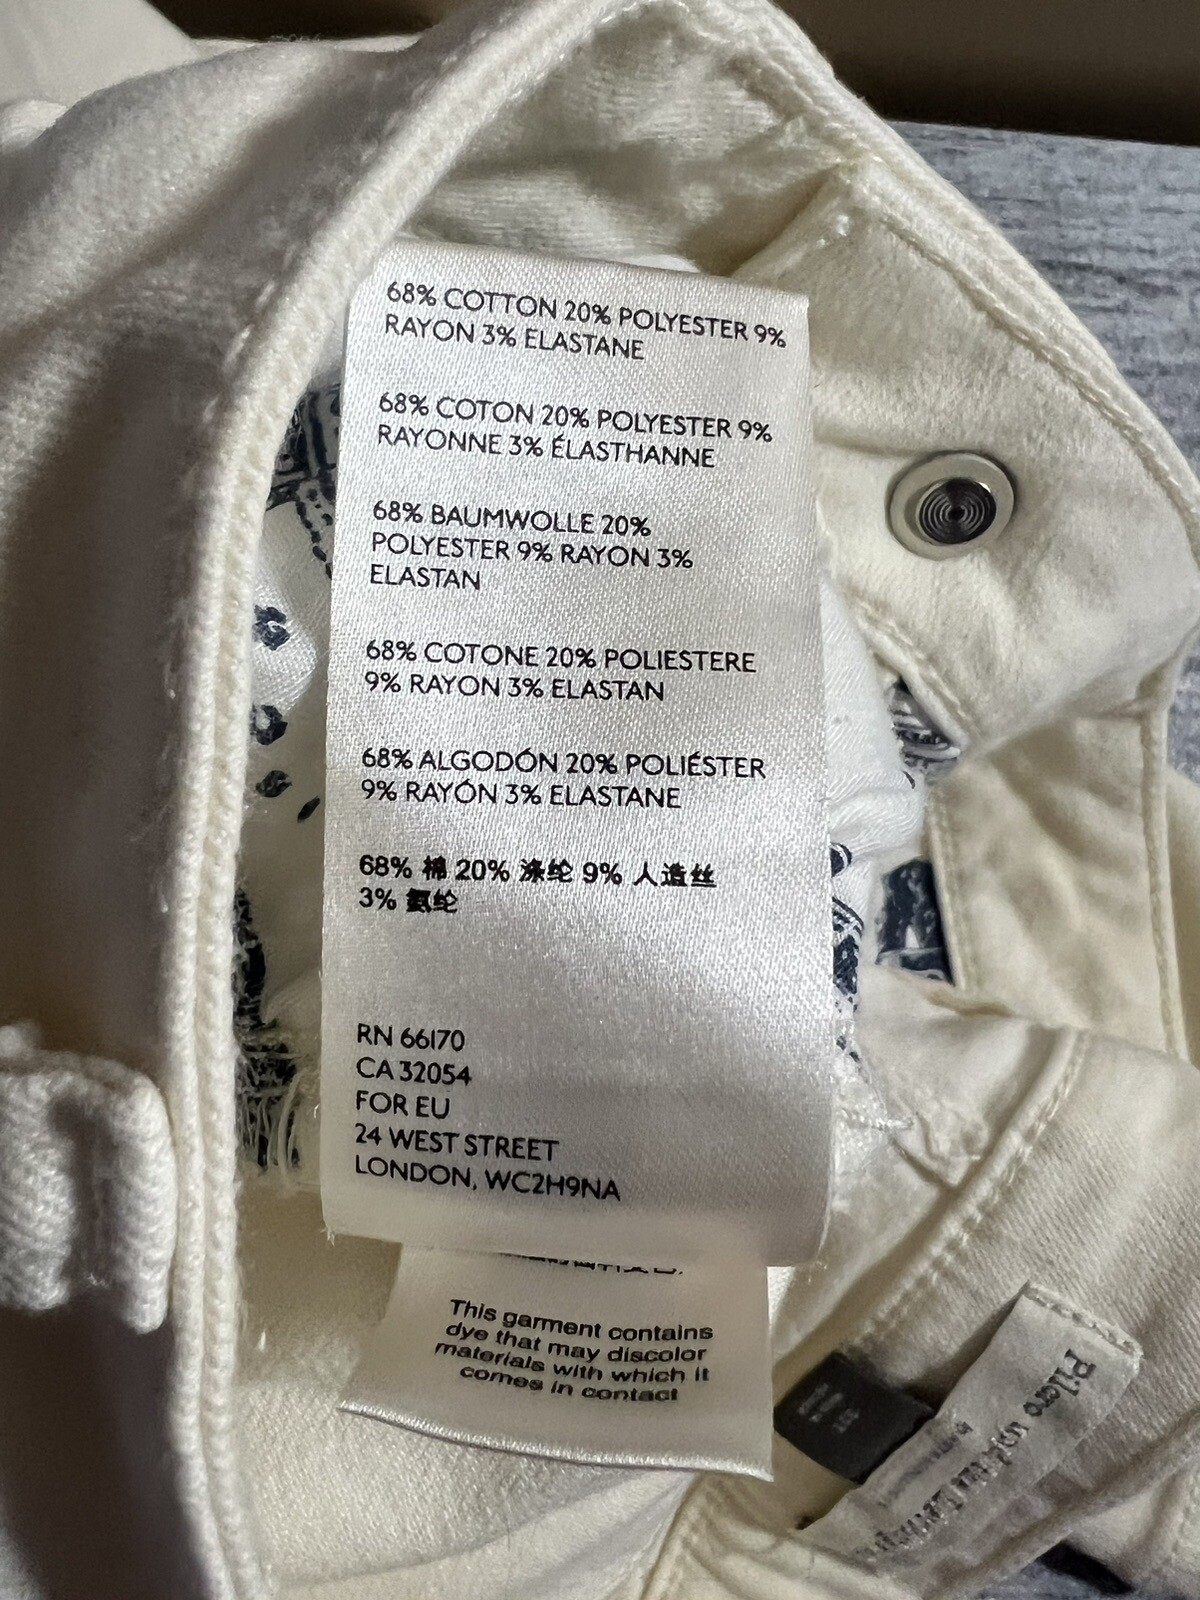 68% COTTON 20% POLYESTER 9%
RAYON 3% ELASTANE
68% COTON 20% POLYESTER 9%
RAYONNE 3% ÉLASTHANNE
68% BAUMWOLLE 20%
POLYESTER 9% RAYON 3%
ELASTAN
68% COTONE 20% POLIESTERE
9% RAYON 3% ELASTAN
68% ALGODÓN 20% POLIÉSTER
9% RAYÓN 3% ELASTANE
68% 棉 20% 涤纶 9% 人造丝
3% 氨纶
RN 66170
CA 32054
FOR EU
24 WEST STREET
LONDON, WC2H9NA
This garment contains
dye that may discolor
materials with which it
comes in contact
Pilcro